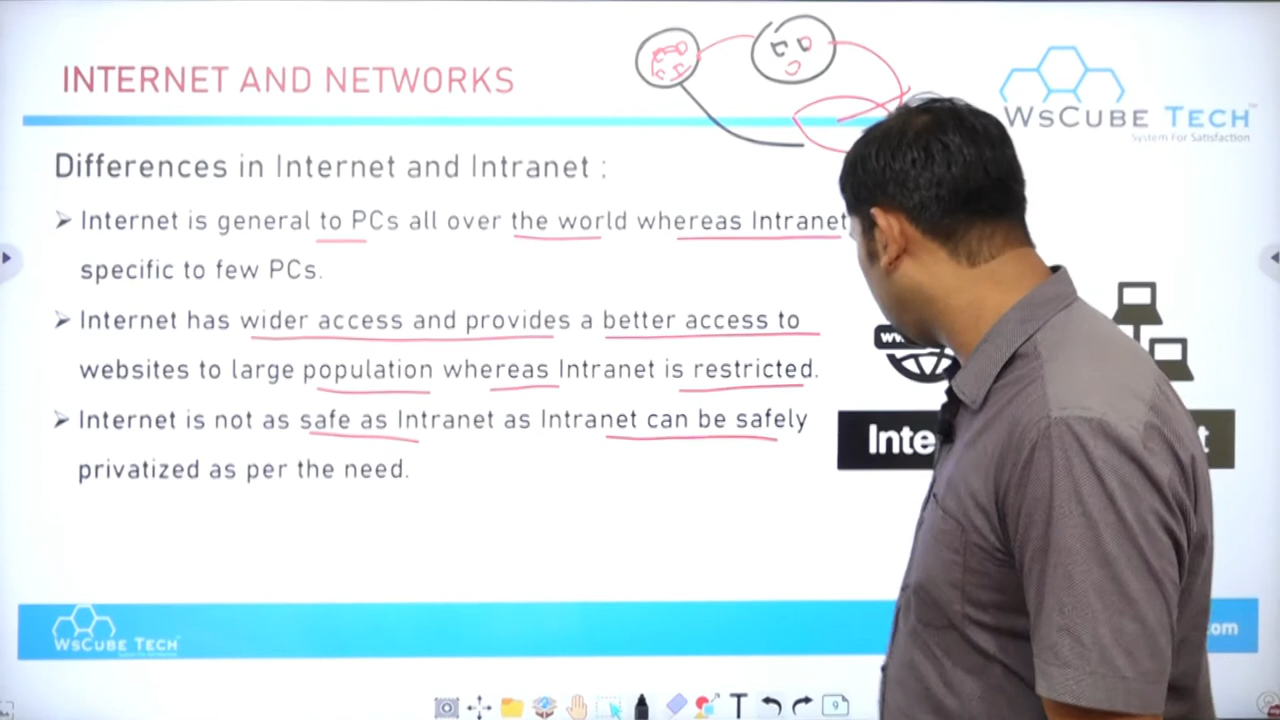 INTERNET AND NETWORKS
WSCUBE TECH
System For Satisfaction
Differences in Internet and Intranet :
➢ Internet is general to PCs all over the world whereas Intranet
specific to few PCs.
➢ Internet has wider access and provides a better access to
websites to large population whereas Intranet is restricted.
➢ Internet is not as safe as Intranet as Intranet can be safely
privatized as per the need.
WSCUBE TECH
T
9